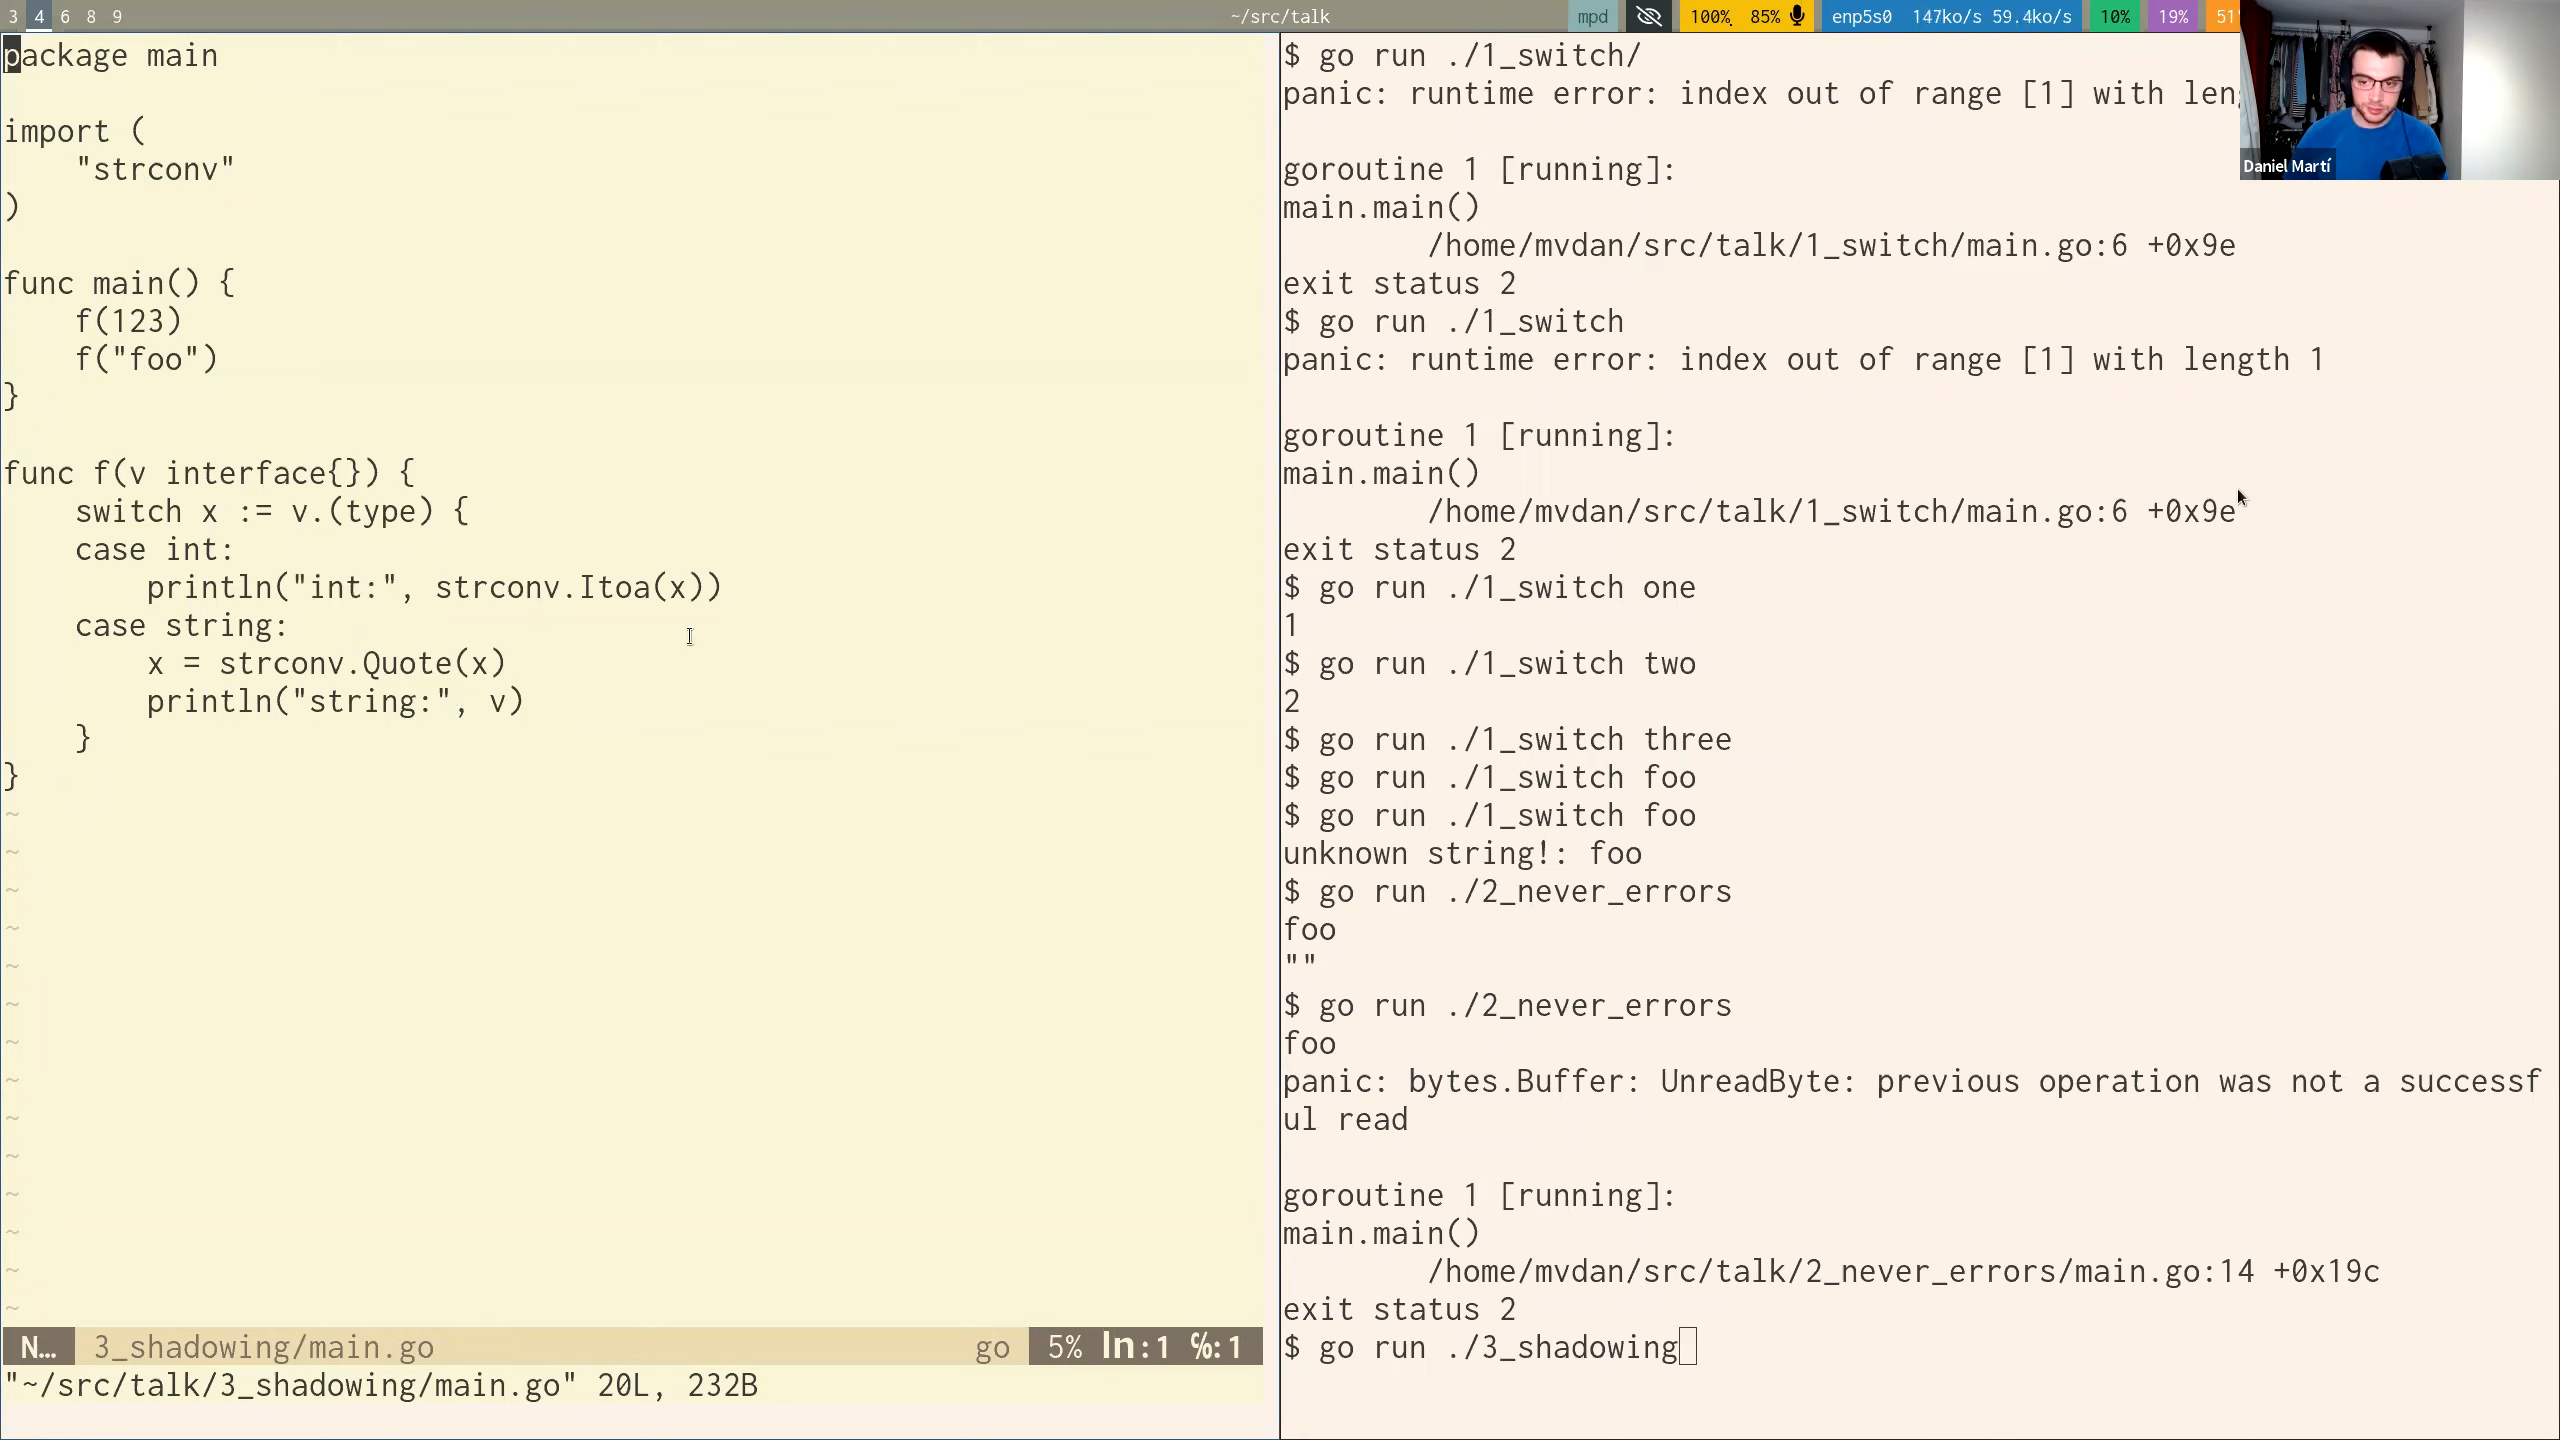 3 4 6 8 9 ~/src/talk mpd 100% 85% enp5s0 147ko/s 59.4ko/s 10% 19% 51
package main
import (
"strconv"
)
func main() {
f(123)
f("foo")
}
func f(v interface{}) {
switch x := v.(type) {
case int:
println("int:", strconv.Itoa(x))
case string:
x = strconv.Quote(x)
println("string:", v)
}
}
~
~
~
~
~
~
~
~
~
~
~
~
~
~
N… 3_shadowing/main.go go 5% ln:1 ℅:1
"~/src/talk/3_shadowing/main.go" 20L, 232B
$ go run ./1_switch/
panic: runtime error: index out of range [1] with leng
goroutine 1 [running]:
main.main()
/home/mvdan/src/talk/1_switch/main.go:6 +0x9e
exit status 2
$ go run ./1_switch
panic: runtime error: index out of range [1] with length 1
goroutine 1 [running]:
main.main()
/home/mvdan/src/talk/1_switch/main.go:6 +0x9e
exit status 2
$ go run ./1_switch one
1
$ go run ./1_switch two
2
$ go run ./1_switch three
$ go run ./1_switch foo
$ go run ./1_switch foo
unknown string!: foo
$ go run ./2_never_errors
foo
""
$ go run ./2_never_errors
foo
panic: bytes.Buffer: UnreadByte: previous operation was not a successf
ul read
goroutine 1 [running]:
main.main()
/home/mvdan/src/talk/2_never_errors/main.go:14 +0x19c
exit status 2
$ go run ./3_shadowing
Daniel Martí